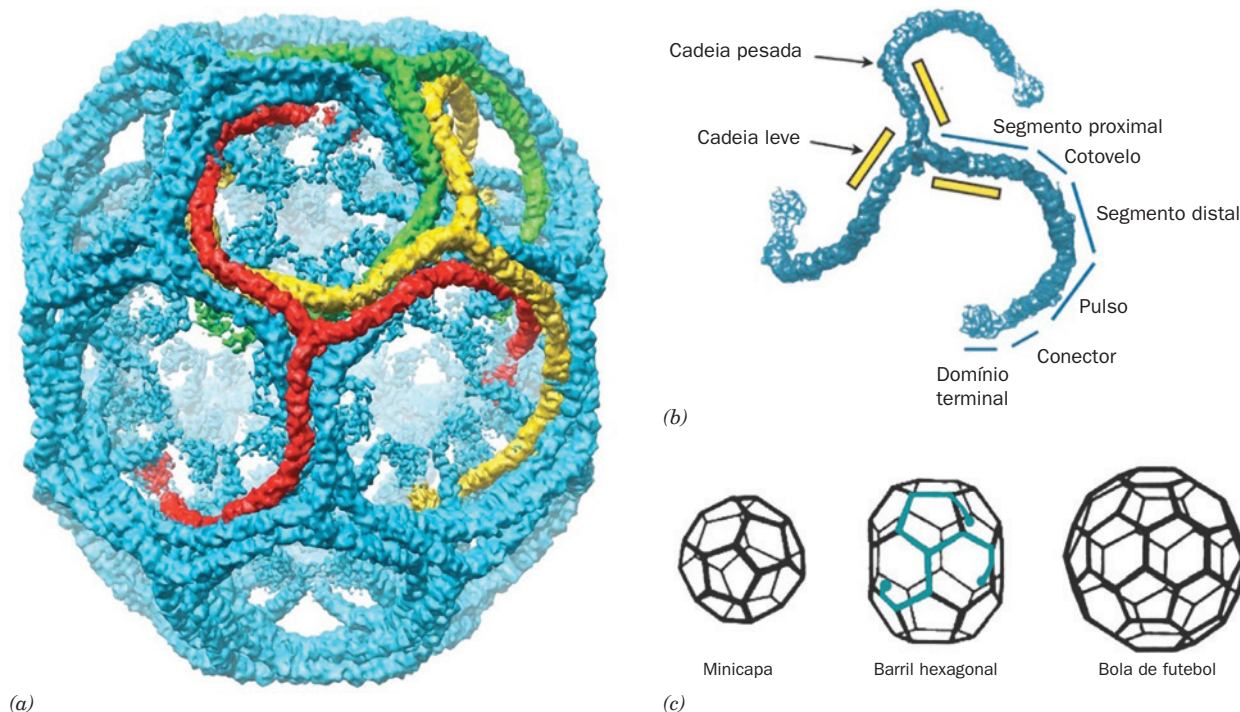 (a)
Cadeia pesada
Cadeia leve
Segmento proximal
Cotovelo
Segmento distal
Pulso
Conector
Domínio
terminal
(b)
Minicapa
Barril hexagonal
Bola de futebol
(c)